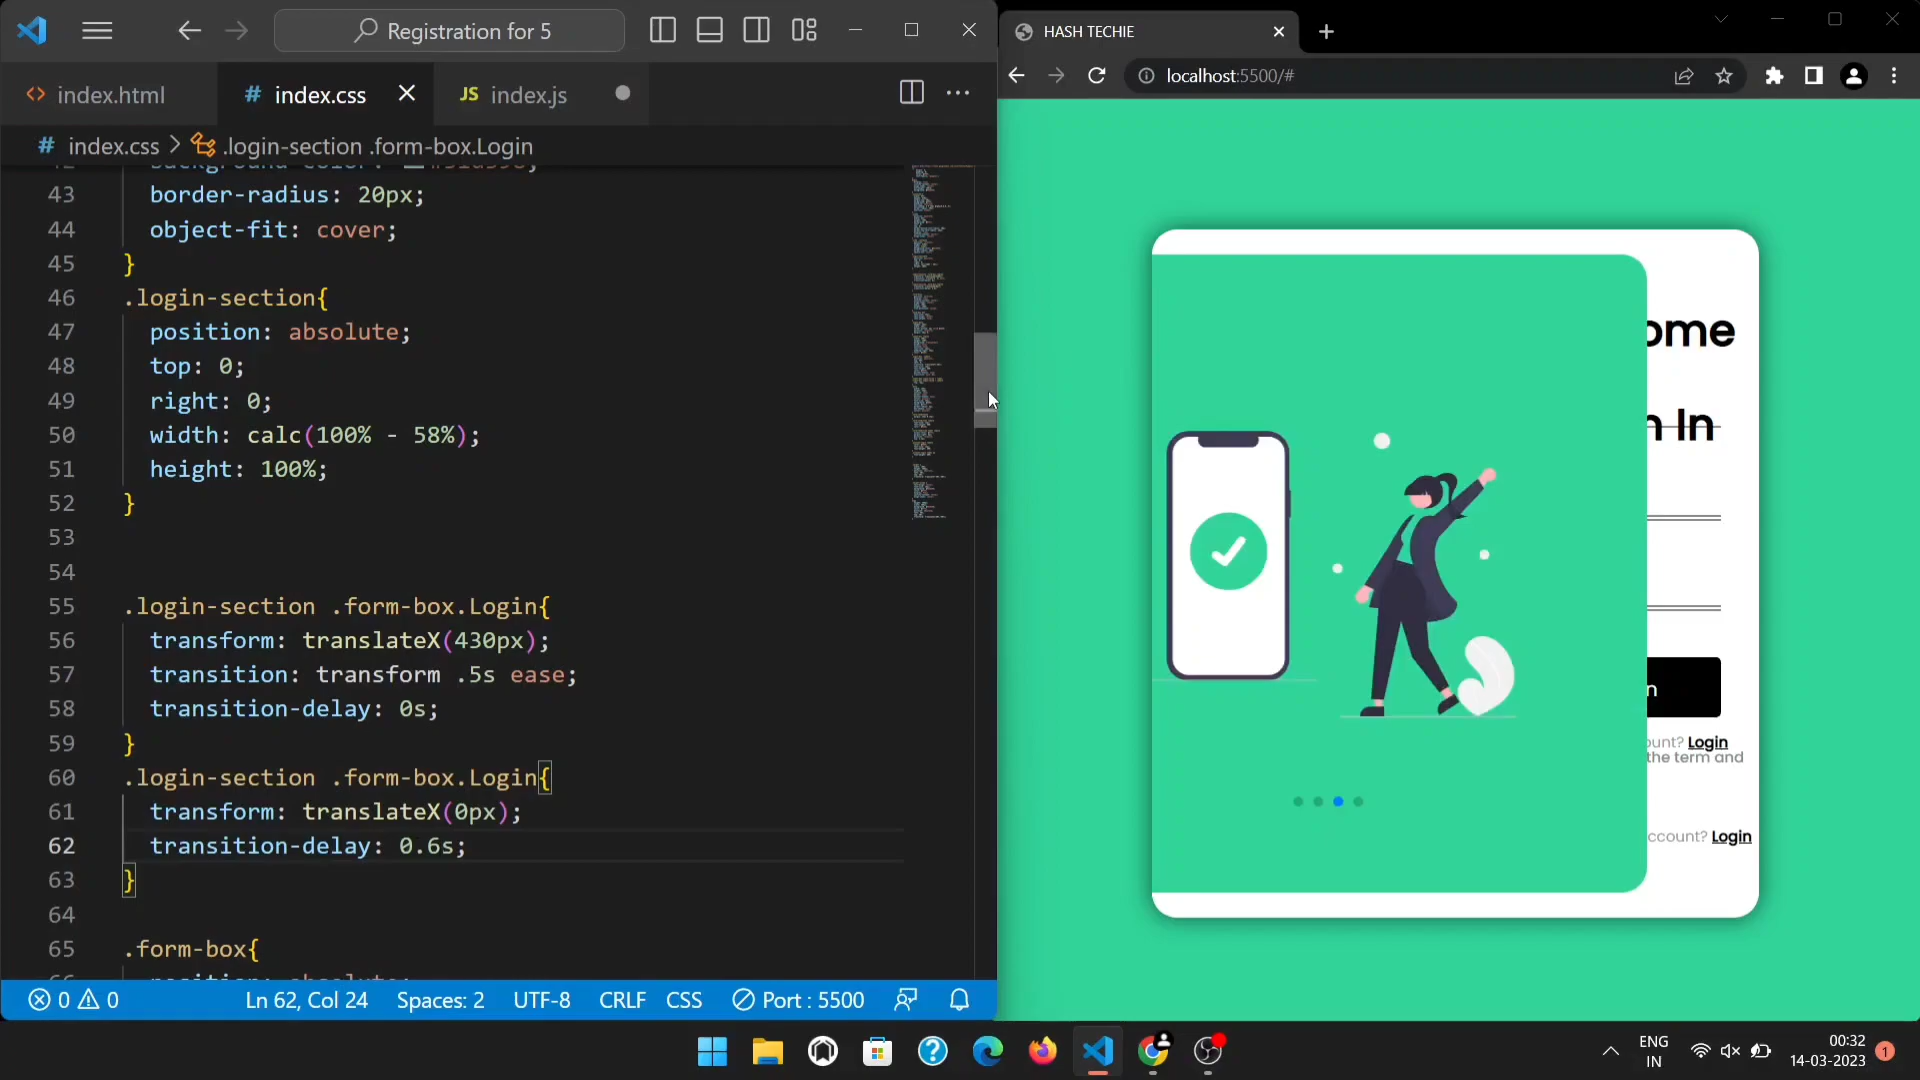 Registration for 5
index.html
# index.css
JS index.js
# index.css > .login-section .form-box.Login
43 border-radius: 20px;
44 object-fit: cover;
45 }
46 .login-section{
47 position: absolute;
48 top: 0;
49 right: 0;
50 width: calc(100% - 58%);
51 height: 100%;
52 }
53
54
55 .login-section .form-box.Login{
56 transform: translateX(430px);
57 transition: transform .5s ease;
58 transition-delay: 0s;
59 }
60 .login-section .form-box.Login{
61 transform: translateX(0px);
62 transition-delay: 0.6s;
63 }
64
65 .form-box{
0 0
Ln 62, Col 24 Spaces: 2 UTF-8 CRLF CSS Port : 5500
HASH TECHIE
localhost:5500/#
ome
n In
n
ount? Login
the term and
ccount? Login
ENG
IN
00:32
14-03-2023
1